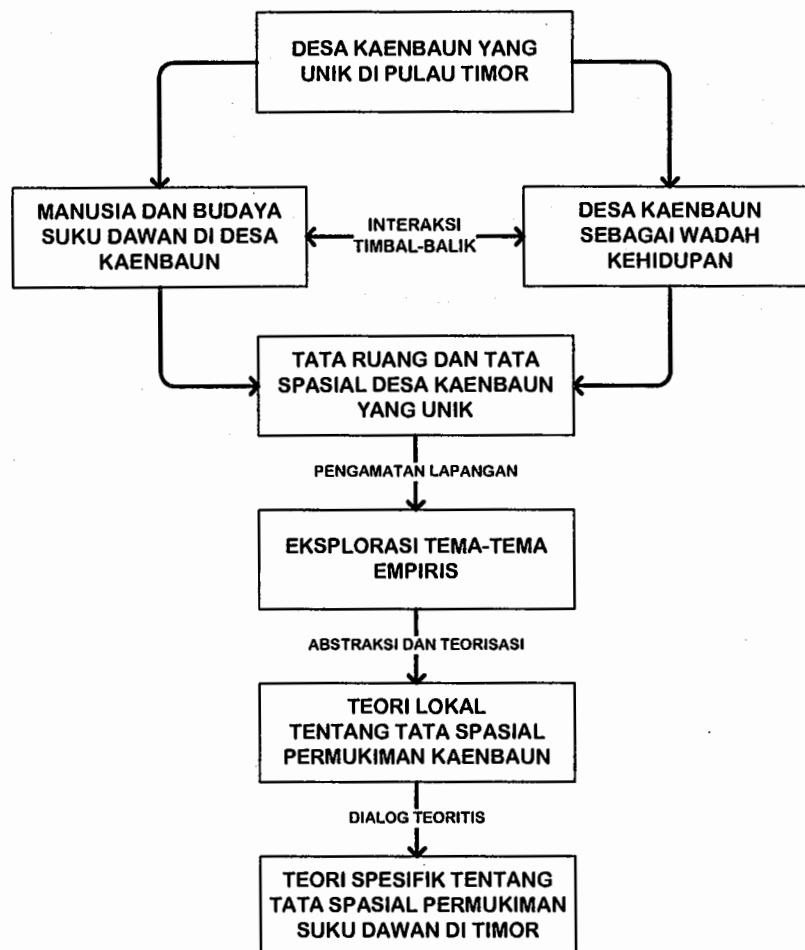 DESA KAENBAUN YANG
UNIK DI PULAU TIMOR
MANUSIA DAN BUDAYA
SUKU DAWAN DI DESA
KAENBAUN
INTERAKSI
TIMBAL-BALIK
DESA KAENBAUN
SEBAGAI WADAH
KEHIDUPAN
TATA RUANG DAN TATA
SPASIAL DESA KAENBAUN
YANG UNIK
PENGAMATAN LAPANGAN
EKSPLORASI TEMA-TEMA
EMPIRIS
ABSTRAKSI DAN TEORISASI
TEORI LOKAL
TENTANG TATA SPASIAL
PERMUKIMAN KAENBAUN
DIALOG TEORITIS
TEORI SPESIFIK TENTANG
TATA SPASIAL PERMUKIMAN
SUKU DAWAN DI TIMOR